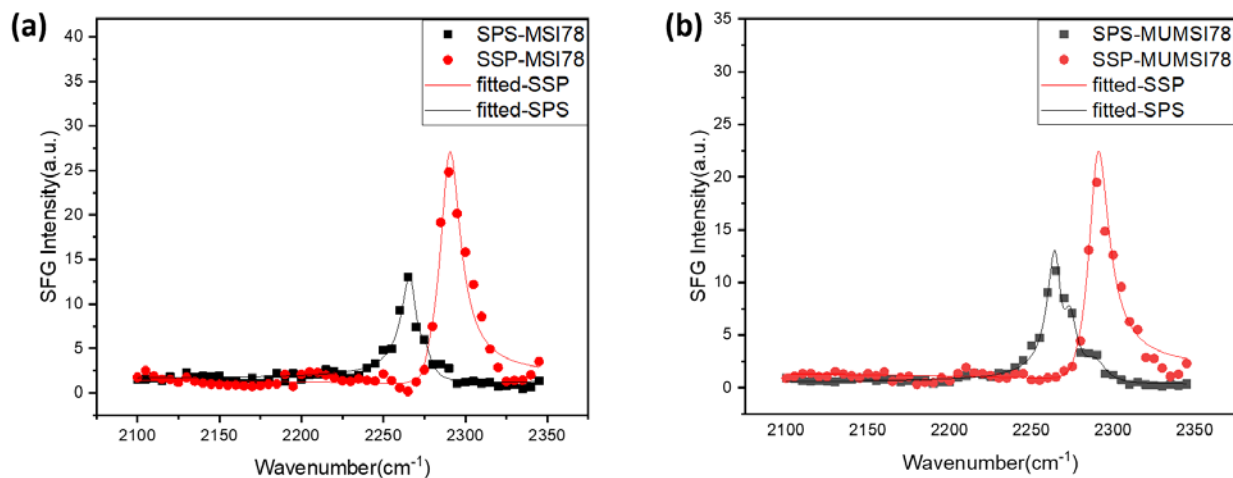 (a)
SPS-MSI78
SSP-MSI78
fitted-SSP
fitted-SPS
SFG Intensity(a.u.)
40
35
30
25
20
15
10
5
0
2100 2150 2200 2250 2300 2350
Wavenumber(cm⁻¹)
(b)
SPS-MUMSI78
SSP-MUMSI78
fitted-SSP
fitted-SPS
SFG Intensity(a.u.)
35
30
25
20
15
10
5
0
2100 2150 2200 2250 2300 2350
Wavenumber(cm⁻¹)